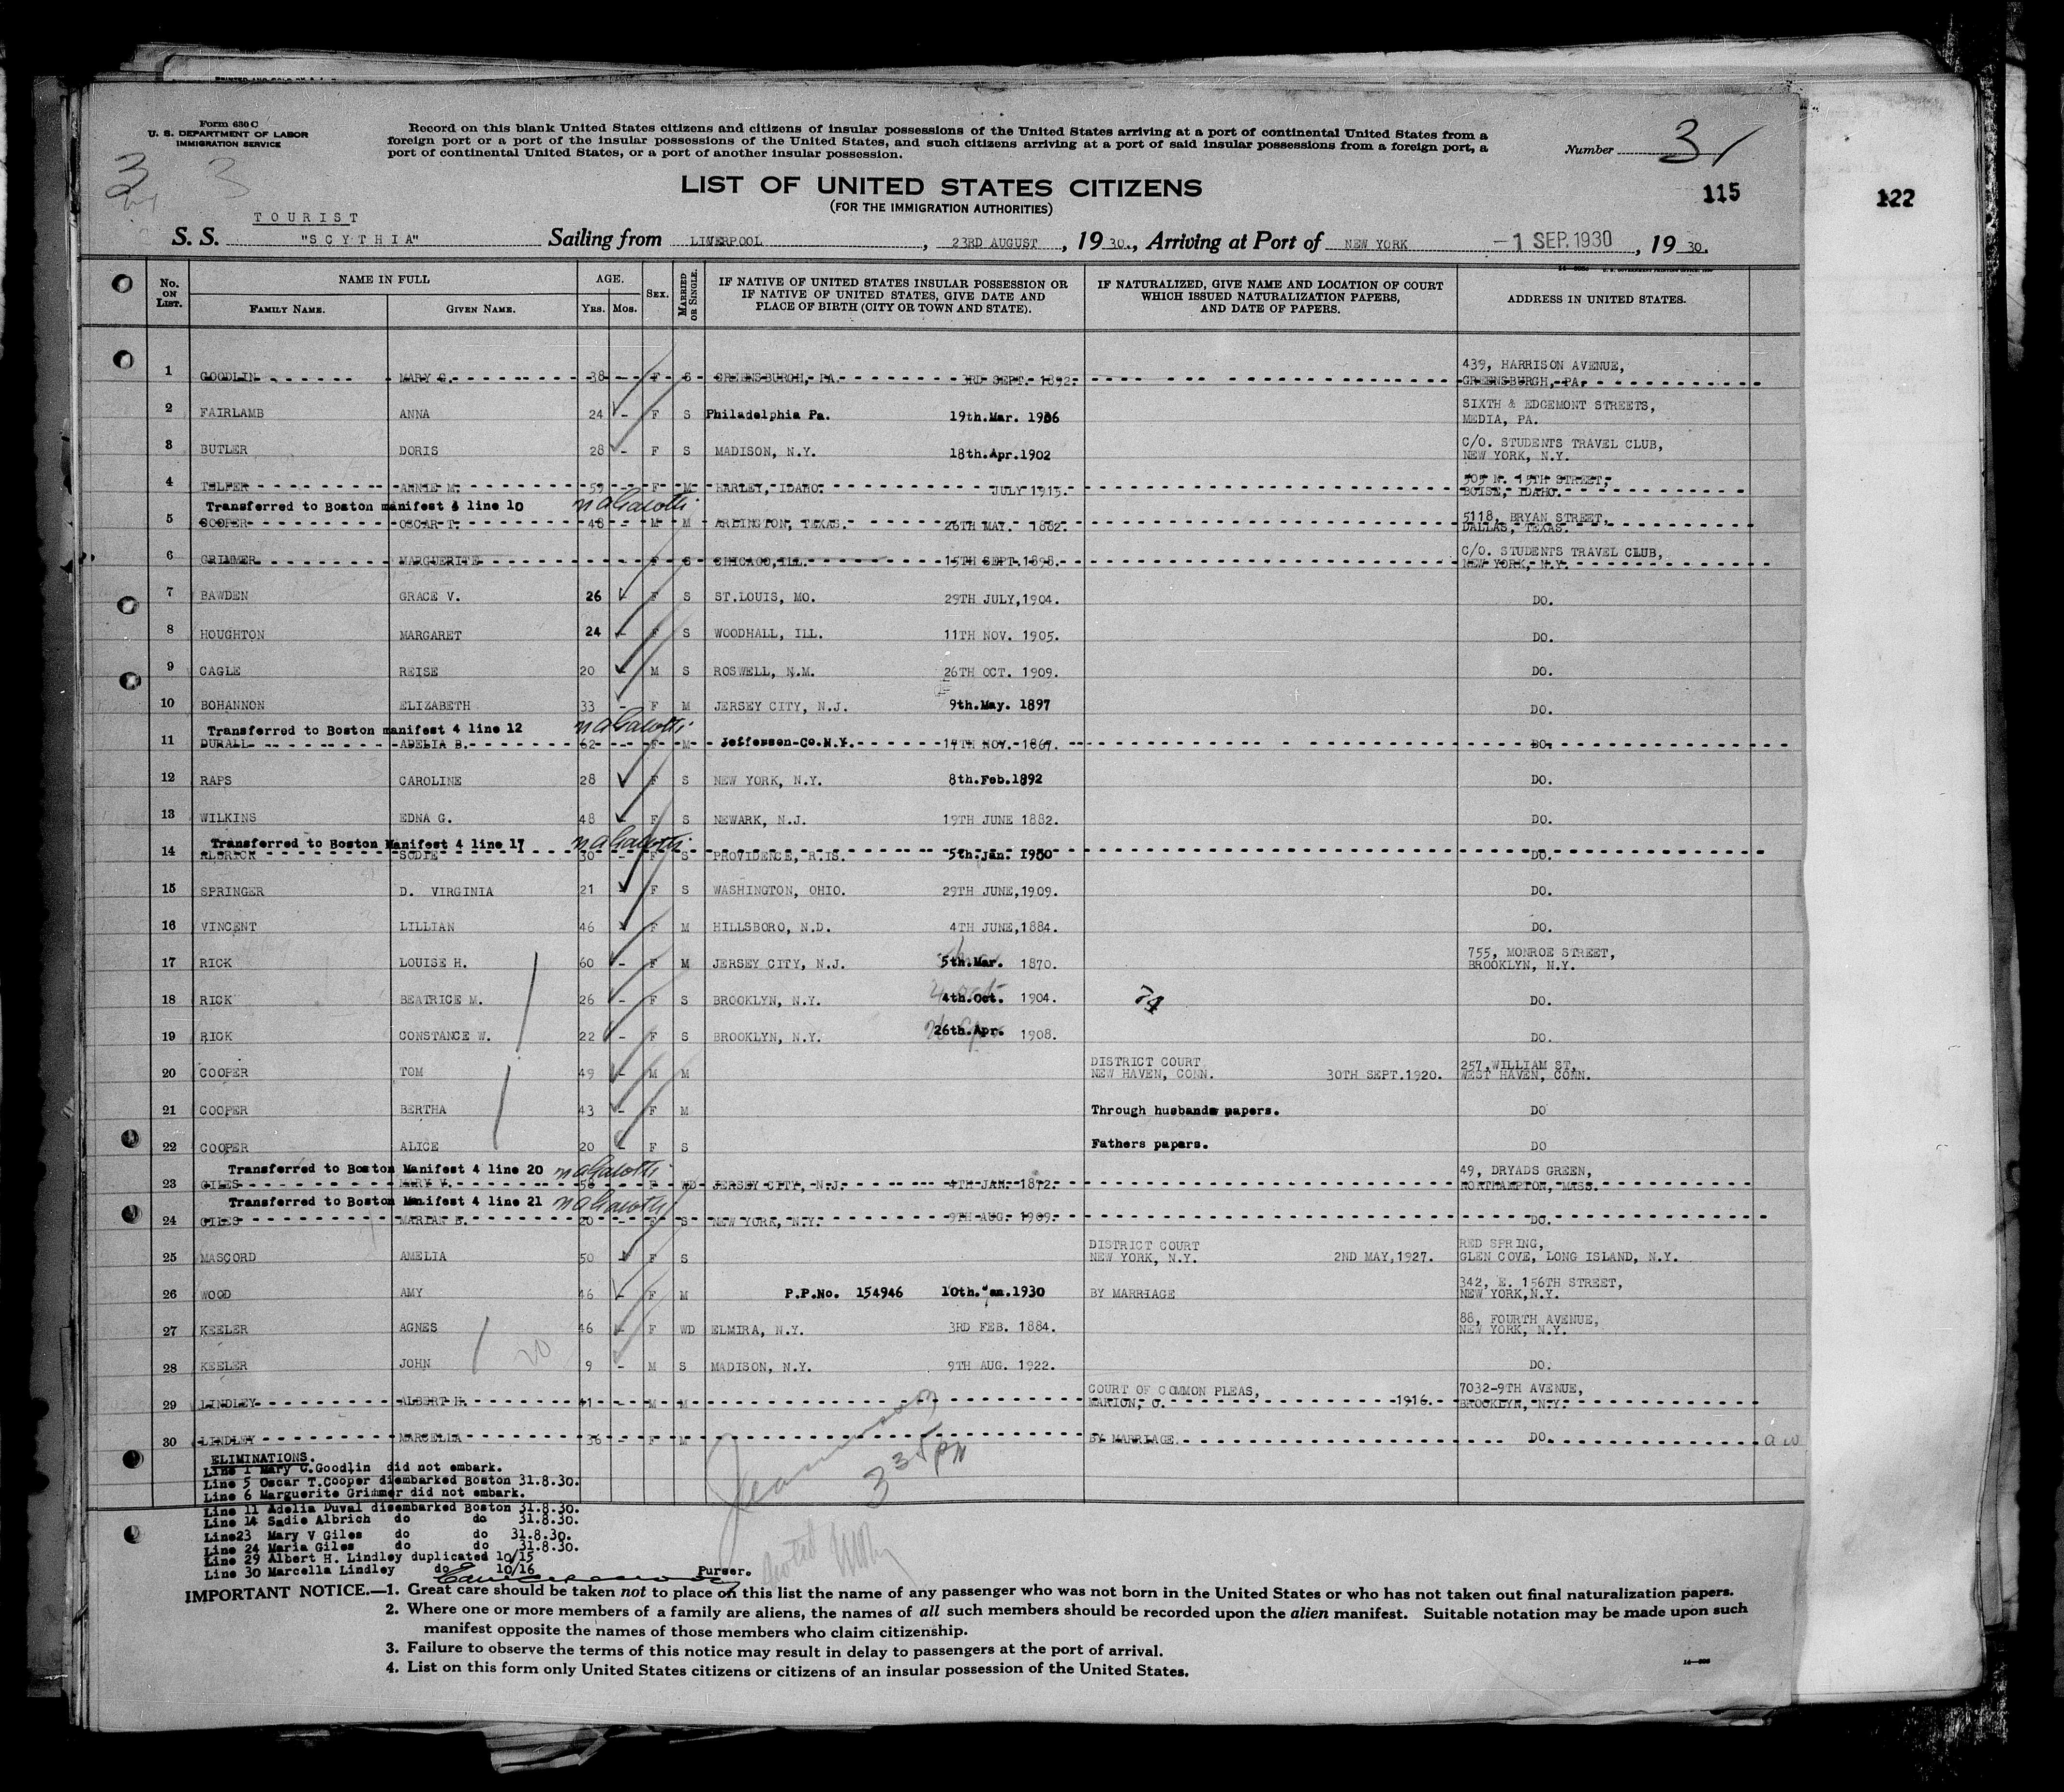 Form 630 C
U. S. DEPARTMENT OF LABOR
IMMIGRATION SERVICE
Record on this blank United States citizens and citizens of insular possessions of the United States arriving at a port of continental United States from a
foreign port or a port of the insular possessions of the United States, and such citizens arriving at a port of said insular possessions from a foreign port, a
port of continental United States, or a port of another insular possession.
Number 3
3 3
LIST OF UNITED STATES CITIZENS
(FOR THE IMMIGRATION AUTHORITIES)
115
122
TOURIST
S. S. "SCYTHIA" Sailing from LIVERPOOL, 23RD AUGUST, 1930., Arriving at Port of NEW YORK -1 SEP. 1930, 1930.
No. ON LIST. NAME IN FULL FAMILY NAME. GIVEN NAME. AGE. YRS. MOS. SEX. MARRIED OR SINGLE. IF NATIVE OF UNITED STATES INSULAR POSSESSION OR IF NATIVE OF UNITED STATES, GIVE DATE AND PLACE OF BIRTH (CITY OR TOWN AND STATE). IF NATURALIZED, GIVE NAME AND LOCATION OF COURT WHICH ISSUED NATURALIZATION PAPERS, AND DATE OF PAPERS. ADDRESS IN UNITED STATES.
1 GOODLIN MARY C. 38 - F S GREENSBURGH, PA. 3RD SEPT. 1892. 439, HARRISON AVENUE, GREENSBURGH, PA.
2 FAIRLAMB ANNA 24 - F S Philadelphia Pa. 19th.Mar. 1906 SIXTH & EDGEMONT STREETS, MEDIA, PA.
3 BUTLER DORIS 28 - F S MADISON, N.Y. 18th.Apr.1902 C/O. STUDENTS TRAVEL CLUB, NEW YORK, N.Y.
4 TELFER ANNIE M. 59 - F M HARLEY, IDAHO. JULY 1915. 505 N. 15TH STREET, BOISE, IDAHO.
Transferred to Boston manifest 4 line 10
5 COOPER OSCAR T. 48 - M M ARLINGTON, TEXAS. 26TH MAY. 1882. 5118, BRYAN STREET, DALLAS, TEXAS.
6 GRIMMER MARGUERITE F S CHICAGO, ILL. 15TH SEPT.1898. C/O. STUDENTS TRAVEL CLUB, NEW YORK, N.Y.
7 BAWDEN GRACE V. 26 - F S ST.LOUIS, MO. 29TH JULY,1904. DO.
8 HOUGHTON MARGARET 24 - F S WOODHALL, ILL. 11TH NOV. 1905. DO.
9 CAGLE REISE 20 - M S ROSWELL, N.M. 26TH OCT. 1909. DO.
10 BOHANNON ELIZABETH 33 - F M JERSEY CITY, N.J. 9th.May. 1897 DO.
Transferred to Boston manifest 4 line 12
11 DURALL ADELIA B. 62 - F M Jefferson-Co.N.Y. 17TH NOV. 1867. DO.
12 RAPS CAROLINE 28 F S NEW YORK, N.Y. 8th.Feb.1892 DO.
13 WILKINS EDNA G. 48 - F S NEWARK, N.J. 19TH JUNE 1882. DO.
Transferred to Boston Manifest 4 line 17
14 ALBRICK SODIE 30 - F S PROVIDENCE, R.IS. 5th.Jan. 1900 DO.
15 SPRINGER D. VIRGINIA 21 F S WASHINGTON, OHIO. 29TH JUNE,1909. DO.
16 VINCENT LILLIAN 46 F M HILLSBORO, N.D. 4TH JUNE,1884. DO.
17 RICK LOUISE H. 60 - F M JERSEY CITY, N.J. 5th.Mar. 1870. 755, MONROE STREET, BROOKLYN, N.Y.
18 RICK BEATRICE M. 26 - F S BROOKLYN, N.Y. 4th.Oct. 1904. DO.
19 RICK CONSTANCE W. 22 - F S BROOKLYN, N.Y. 26th.Apr. 1908. DO.
20 COOPER TOM 49 - M M DISTRICT COURT NEW HAVEN, CONN. 30TH SEPT.1920. 257,WILLIAM ST, WEST HAVEN, CONN.
21 COOPER BERTHA 43 - F M Through husbands papers. DO
22 COOPER ALICE 20 - F S Fathers papars. DO
Transferred to Boston Manifest 4 line 20
23 GILES MARY V. 58 - F WD JERSEY CITY, N.J. 4TH JAN. 1872. 49, DRYADS GREEN, NORTHAMPTON, MASS.
Transferred to Boston Manifest 4 line 21
24 GILES MARIAN E. 20 - F S NEW YORK, N.Y. 9TH AUG. 1909. DO.
25 MASCORD AMELIA 50 - F S DISTRICT COURT NEW YORK, N.Y. 2ND MAY,1927. RED SPRING, GLEN COVE, LONG ISLAND, N.Y.
26 WOOD AMY 46 - F M P.P.No. 154946 10th.Jan.1930 BY MARRIAGE 342, E. 156TH STREET, NEW YORK,N.Y.
27 KEELER AGNES 46 - F WD ELMIRA, N.Y. 3RD FEB. 1884. 88, FOURTH AVENUE, NEW YORK, N.Y.
28 KEELER JOHN 9 - M S MADISON, N.Y. 9TH AUG. 1922. DO.
20
29 LINDLEY ALBERT H. 41 - M M COURT OF COMMON PLEAS, MARION, O. 1916. 7032-9TH AVENUE, BROOKLYN, N.Y.
30 LINDLEY MARCELLA 36 - F M BY MARRIAGE DO.
ELIMINATIONS.
Line 1 Mary C.Goodlin did not embark.
Line 5 Oscar T.Cooper diembarked Boston 31.8.30.
Line 6 Marguerite Grimmer did not embark.
Line 11 Adelia Duval disembarked Boston 31.8.30.
Line 14 Sadie Albrich do do 31.8.30.
Line23 Mary V Giles do do 31.8.30.
Line 24 Maria Giles do do 31.8.30.
Line 29 Albert H. Lindley duplicated 10/15
Line 30 Marcella Lindley do 10/16
Purser.
3 35 PM
IMPORTANT NOTICE.—1. Great care should be taken not to place on this list the name of any passenger who was not born in the United States or who has not taken out final naturalization papers.
2. Where one or more members of a family are aliens, the names of all such members should be recorded upon the alien manifest. Suitable notation may be made upon such
manifest opposite the names of those members who claim citizenship.
3. Failure to observe the terms of this notice may result in delay to passengers at the port of arrival.
4. List on this form only United States citizens or citizens of an insular possession of the United States.